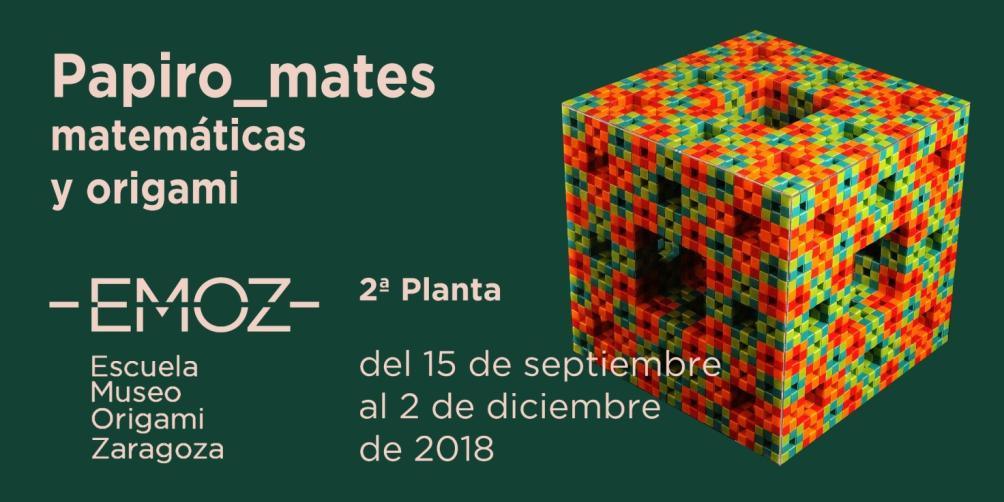 Papiro_mates
matemáticas
y origami
-EMOZ-
Escuela
Museo
Origami
Zaragoza
2ª Planta
del 15 de septiembre
al 2 de diciembre
de 2018